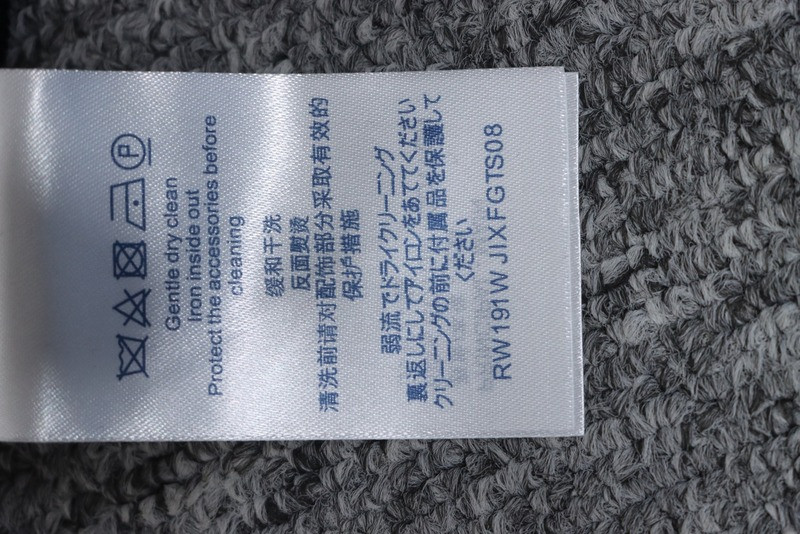 Gentle dry clean
iron inside out
Protect the accessories before
cleaning
缓和干洗
反面熨烫
清洗前请对配饰部分采取有效的
保护措施
弱流でドライクリーニング
裏返しにしてアイロンをあててください
クリーニングの前に付属品を保護して
ください
RW191WJIXFGTS08